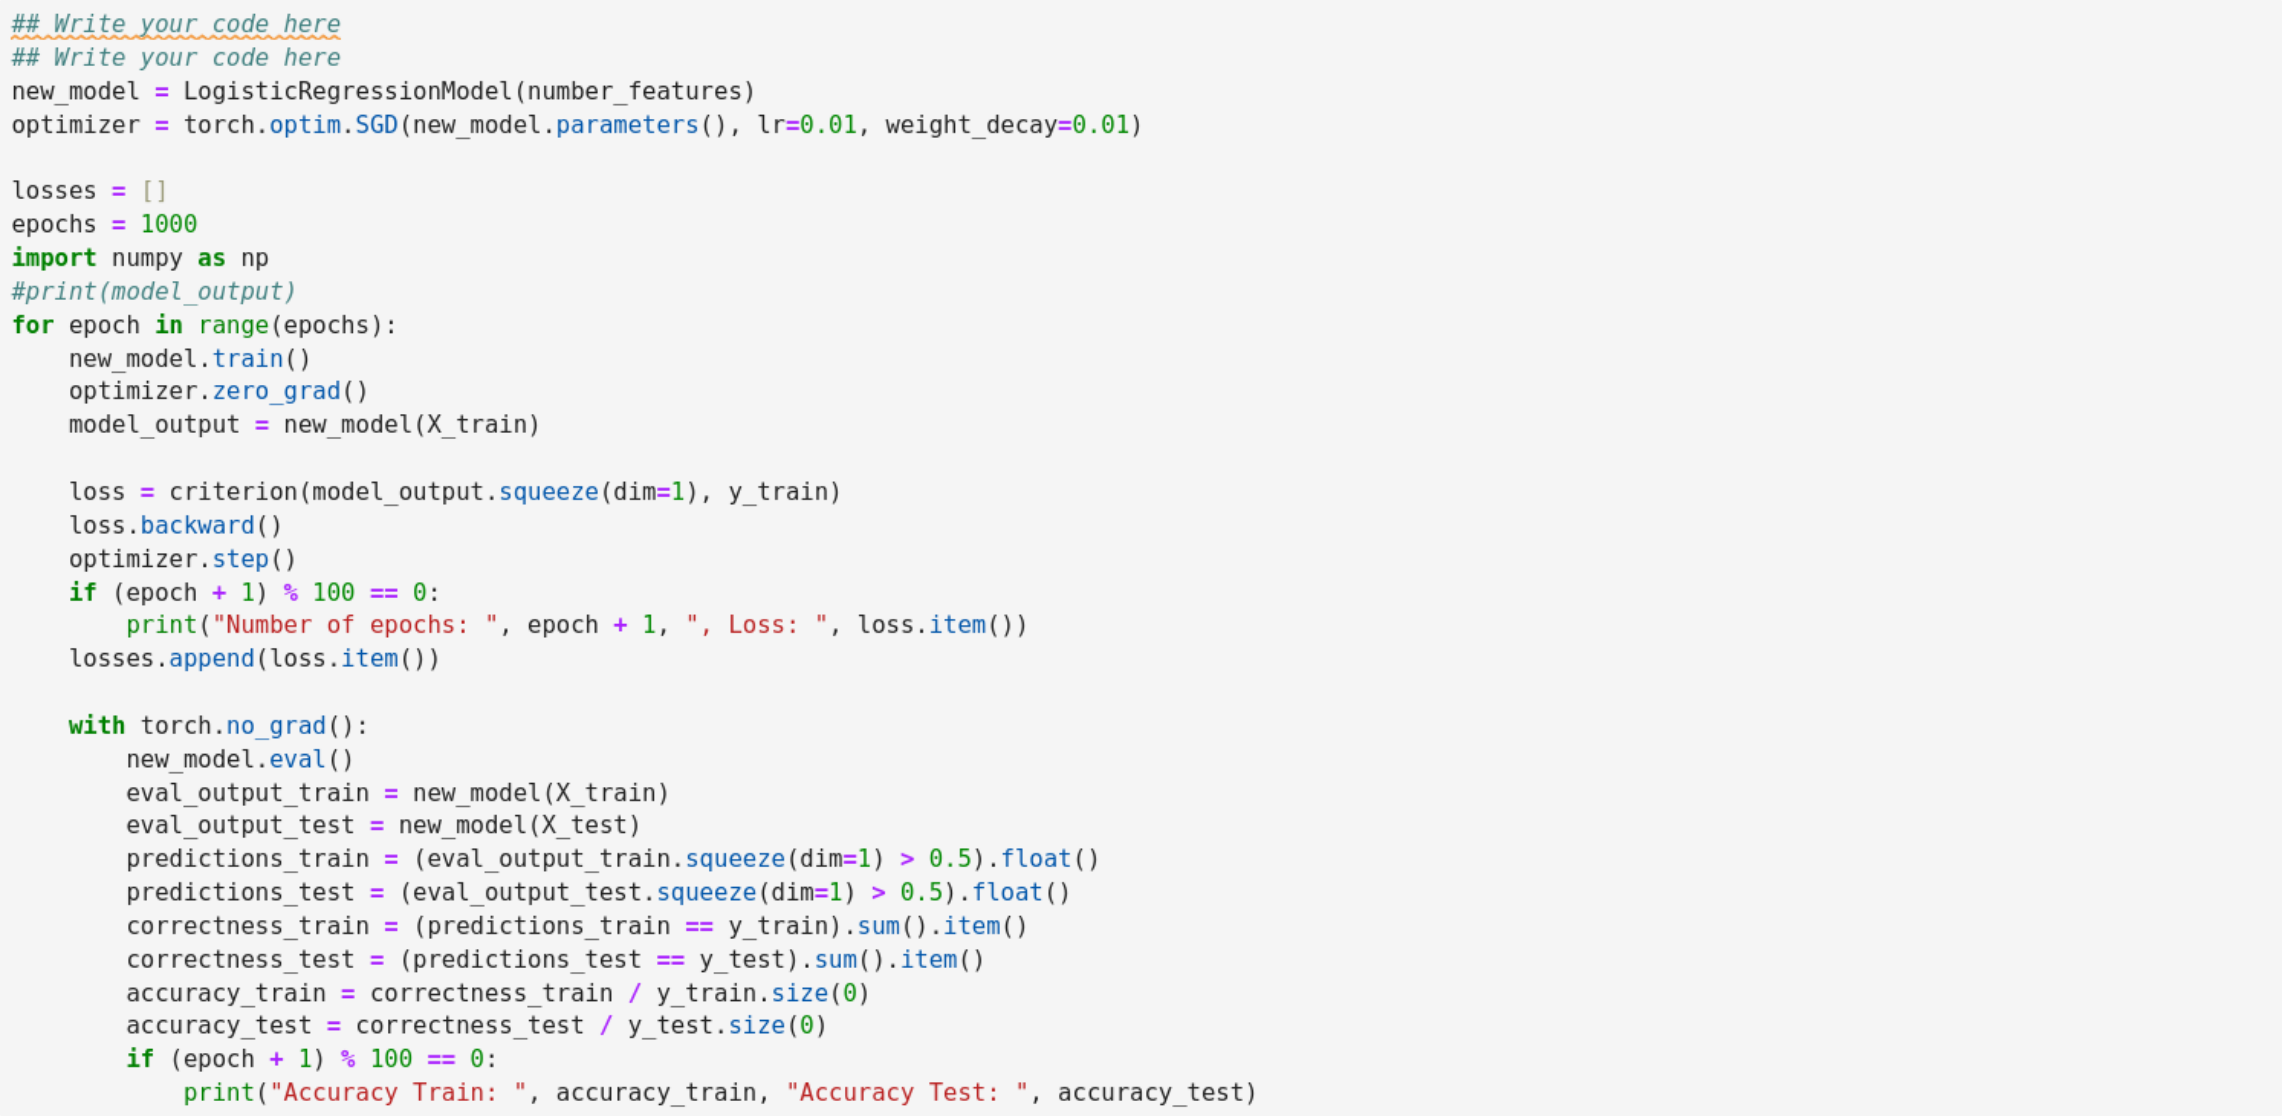 ## Write your code here
## Write your code here
new_model = LogisticRegressionModel(number_features)
optimizer = torch.optim.SGD(new_model.parameters(), lr=0.01, weight_decay=0.01)
losses = []
epochs = 1000
import numpy as np
#print(model_output)
for epoch in range(epochs):
    new_model.train()
    optimizer.zero_grad()
    model_output = new_model(X_train)
    loss = criterion(model_output.squeeze(dim=1), y_train)
    loss.backward()
    optimizer.step()
    if (epoch + 1) % 100 == 0:
        print("Number of epochs: ", epoch + 1, ", Loss: ", loss.item())
    losses.append(loss.item())
    with torch.no_grad():
        new_model.eval()
        eval_output_train = new_model(X_train)
        eval_output_test = new_model(X_test)
        predictions_train = (eval_output_train.squeeze(dim=1) > 0.5).float()
        predictions_test = (eval_output_test.squeeze(dim=1) > 0.5).float()
        correctness_train = (predictions_train == y_train).sum().item()
        correctness_test = (predictions_test == y_test).sum().item()
        accuracy_train = correctness_train / y_train.size(0)
        accuracy_test = correctness_test / y_test.size(0)
        if (epoch + 1) % 100 == 0:
            print("Accuracy Train: ", accuracy_train, "Accuracy Test: ", accuracy_test)